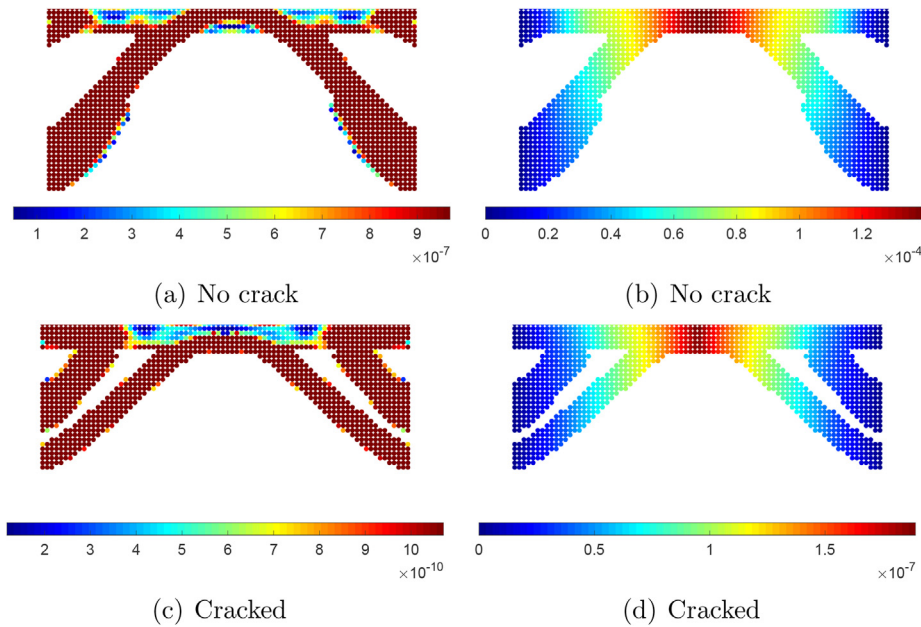 1 2 3 4 5 6 7 8 9
×10⁻⁷
0 0.2 0.4 0.6 0.8 1 1.2
×10⁻⁴
(a) No crack
(b) No crack
2 3 4 5 6 7 8 9 10
×10⁻¹⁰
0 0.5 1 1.5
×10⁻⁷
(c) Cracked
(d) Cracked